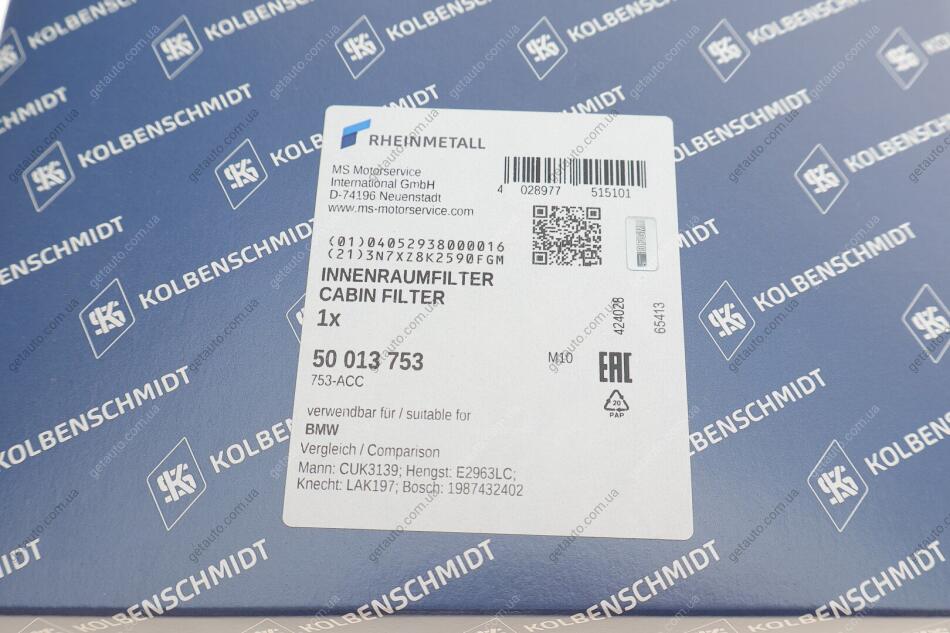 KOLBENSCHMIDT
RHEINMETALL
MS Motorservice
International GmbH
D-74196 Neuenstadt
www.ms-motorservice.com
4 028977 515101
(01)04052938000016
(21)3N7XZ8K2590FGM
INNENRAUMFILTER
CABIN FILTER
1x
424028
65413
50 013 753
753-ACC
M10
EAC
20
PAP
verwendbar für / suitable for
BMW
Vergleich / Comparison
Mann: CUK3139; Hengst: E2963LC;
Knecht: LAK197; Bosch: 1987432402
getauto.com.ua